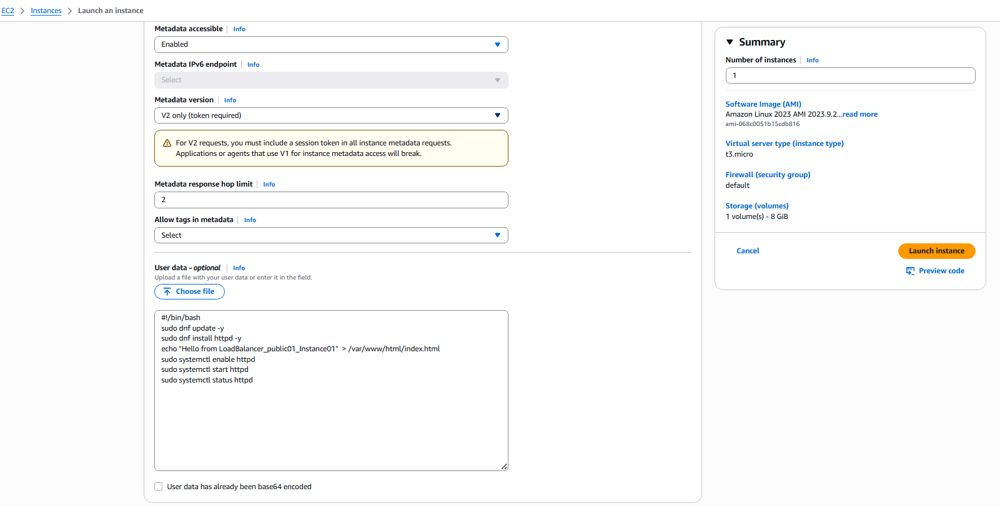 EC2 > Instances > Launch an instance
Metadata accessible | Info
Enabled
Metadata IPv6 endpoint | Info
Select
Metadata version | Info
V2 only (token required)
For V2 requests, you must include a session token in all instance metadata requests.
Applications or agents that use V1 for instance metadata access will break.
Metadata response hop limit | Info
2
Allow tags in metadata | Info
Select
User data - optional | Info
Upload a file with your user data or enter it in the field.
Choose file
#!/bin/bash
sudo dnf update -y
sudo dnf install httpd -y
echo "Hello from LoadBalancer_public01_Instance01"  > /var/www/html/index.html
sudo systemctl enable httpd
sudo systemctl start httpd
sudo systemctl status httpd
User data has already been base64 encoded
Summary
Number of instances | Info
1
Software Image (AMI)
Amazon Linux 2023 AMI 2023.9.2...read more
ami-068c0051b15cdb816
Virtual server type (instance type)
t3.micro
Firewall (security group)
default
Storage (volumes)
1 volume(s) - 8 GiB
Cancel
Launch instance
Preview code